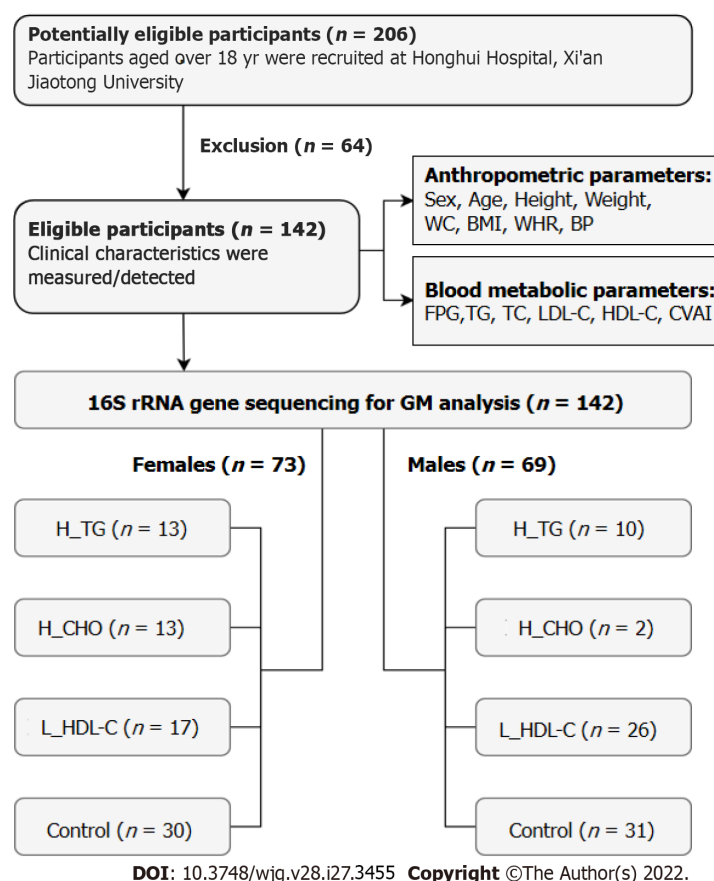 Potentially eligible participants (n = 206)
Participants aged over 18 yr were recruited at Honghui Hospital, Xi'an
Jiaotong University
Exclusion (n = 64)
Eligible participants (n = 142)
Clinical characteristics were
measured/detected
Anthropometric parameters:
Sex, Age, Height, Weight,
WC, BMI, WHR, BP
Blood metabolic parameters:
FPG,TG, TC, LDL-C, HDL-C, CVAI
16S rRNA gene sequencing for GM analysis (n = 142)
Females (n = 73)
Males (n = 69)
H_TG (n = 13)
H_CHO (n = 13)
L_HDL-C (n = 17)
Control (n = 30)
H_TG (n = 10)
H_CHO (n = 2)
L_HDL-C (n = 26)
Control (n = 31)
DOI: 10.3748/wjg.v28.i27.3455 Copyright ©The Author(s) 2022.